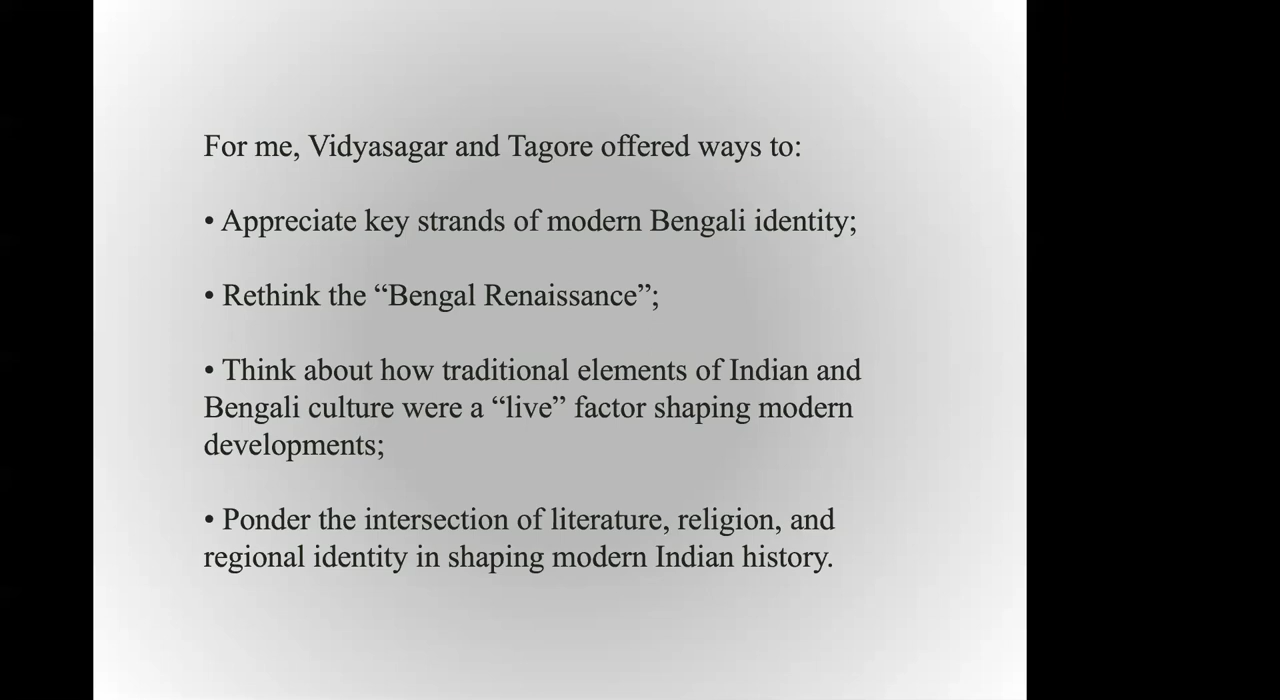 For me, Vidyasagar and Tagore offered ways to:
• Appreciate key strands of modern Bengali identity;
• Rethink the “Bengal Renaissance”;
• Think about how traditional elements of Indian and
Bengali culture were a “live” factor shaping modern
developments;
• Ponder the intersection of literature, religion, and
regional identity in shaping modern Indian history.